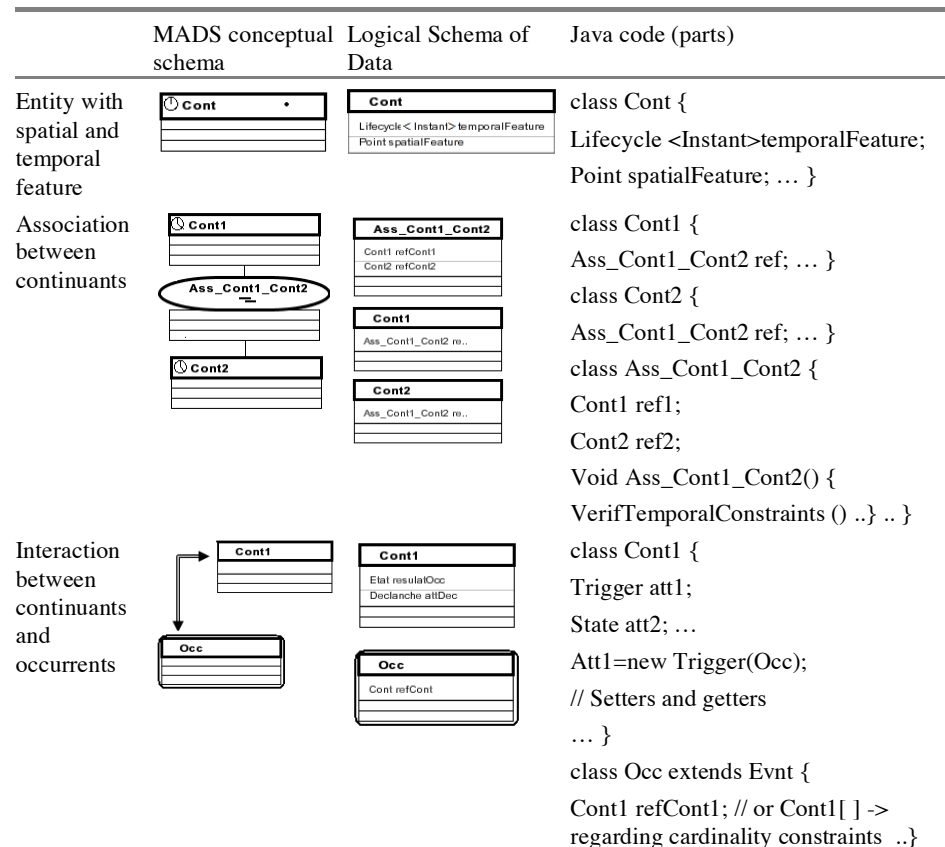 MADS conceptual schema
Logical Schema of Data
Java code (parts)
Entity with spatial and temporal feature
Cont
Cont
Lifecycle< Instant> temporalFeature
Point spatialFeature
class Cont {
Lifecycle <Instant>temporalFeature;
Point spatialFeature; … }
Association between continuants
Cont1
Ass_Cont1_Cont2
Cont2
Ass_Cont1_Cont2
Cont1 refCont1
Cont2 refCont2
Cont1
Ass_Cont1_Cont2 re..
Cont2
Ass_Cont1_Cont2 re..
class Cont1 {
Ass_Cont1_Cont2 ref; … }
class Cont2 {
Ass_Cont1_Cont2 ref; … }
class Ass_Cont1_Cont2 {
Cont1 ref1;
Cont2 ref2;
Void Ass_Cont1_Cont2() {
VerifTemporalConstraints () ..} .. }
Interaction between continuants and occurrents
Cont1
Occ
Cont1
Etat resulatOcc
Declanche attDec
Occ
Cont refCont
class Cont1 {
Trigger att1;
State att2; …
Att1=new Trigger(Occ);
// Setters and getters
… }
class Occ extends Evnt {
Cont1 refCont1; // or Cont1[ ] ->
regarding cardinality constraints ..}